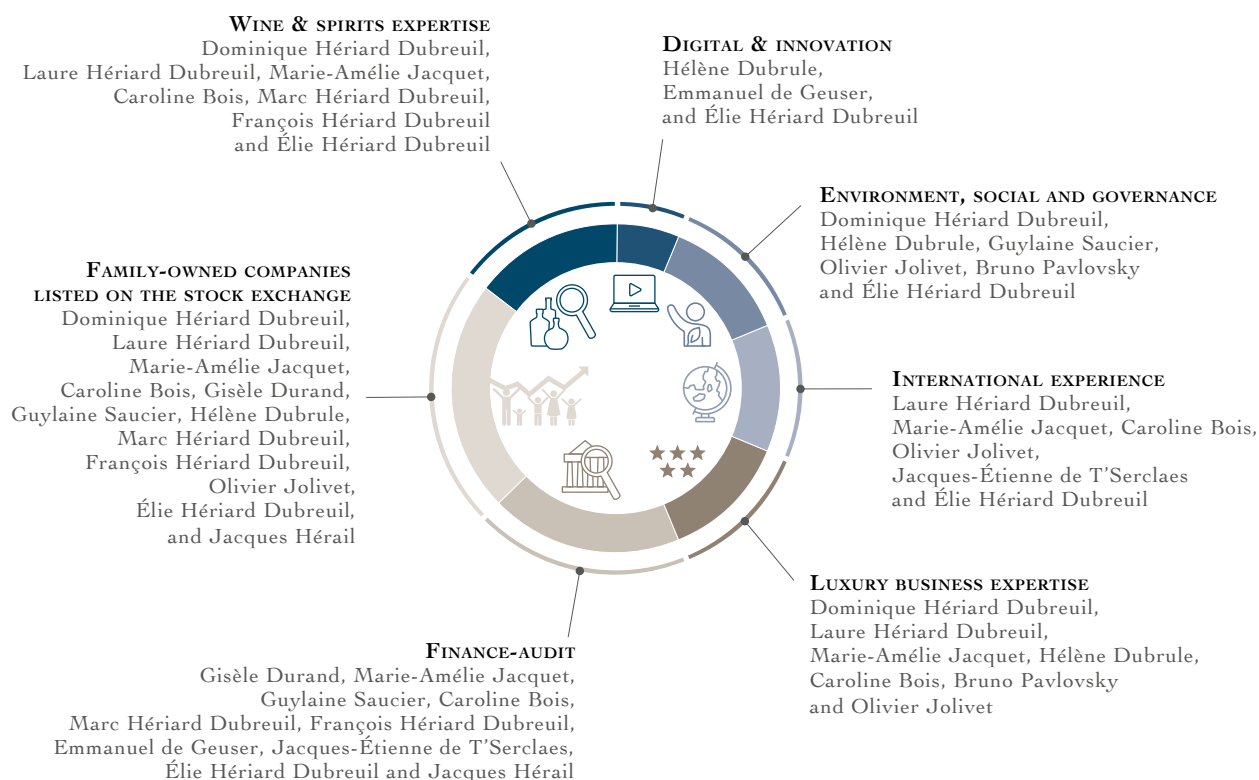 WINE & SPIRITS EXPERTISE
Dominique Hériard Dubreuil,
Laure Hériard Dubreuil, Marie-Amélie Jacquet,
Caroline Bois, Marc Hériard Dubreuil,
François Hériard Dubreuil
and Élie Hériard Dubreuil
DIGITAL & INNOVATION
Hélène Dubrule,
Emmanuel de Geuser,
and Élie Hériard Dubreuil
ENVIRONMENT, SOCIAL AND GOVERNANCE
Dominique Hériard Dubreuil,
Hélène Dubrule, Guylaine Saucier,
Olivier Jolivet, Bruno Pavlovsky
and Élie Hériard Dubreuil
FAMILY-OWNED COMPANIES
LISTED ON THE STOCK EXCHANGE
Dominique Hériard Dubreuil,
Laure Hériard Dubreuil,
Marie-Amélie Jacquet,
Caroline Bois, Gisèle Durand,
Guylaine Saucier, Hélène Dubrule,
Marc Hériard Dubreuil,
François Hériard Dubreuil,
Olivier Jolivet,
Élie Hériard Dubreuil,
and Jacques Hérail
INTERNATIONAL EXPERIENCE
Laure Hériard Dubreuil,
Marie-Amélie Jacquet, Caroline Bois,
Olivier Jolivet,
Jacques-Étienne de T'Serclaes
and Élie Hériard Dubreuil
LUXURY BUSINESS EXPERTISE
Dominique Hériard Dubreuil,
Laure Hériard Dubreuil,
Marie-Amélie Jacquet, Hélène Dubrule,
Caroline Bois, Bruno Pavlovsky
and Olivier Jolivet
FINANCE-AUDIT
Gisèle Durand, Marie-Amélie Jacquet,
Guylaine Saucier, Caroline Bois,
Marc Hériard Dubreuil, François Hériard Dubreuil,
Emmanuel de Geuser, Jacques-Étienne de T'Serclaes,
Élie Hériard Dubreuil and Jacques Hérail